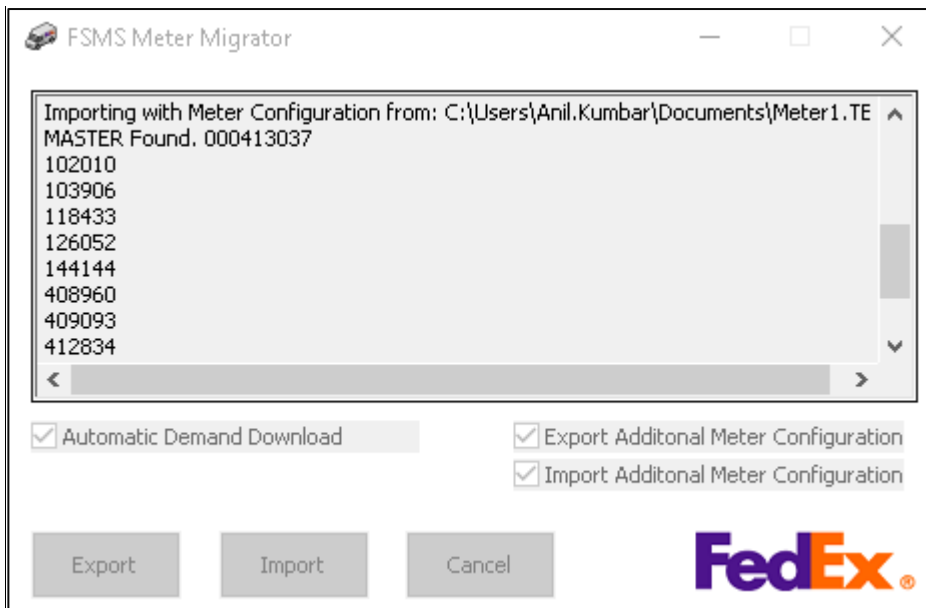 FSMS Meter Migrator
Importing with Meter Configuration from: C:\Users\Anil.Kumbar\Documents\Meter1.TE
MASTER Found. 000413037
102010
103906
118433
126052
144144
408960
409093
412834
Automatic Demand Download
Export Additonal Meter Configuration
Import Additonal Meter Configuration
Export
Import
Cancel
FedEx®